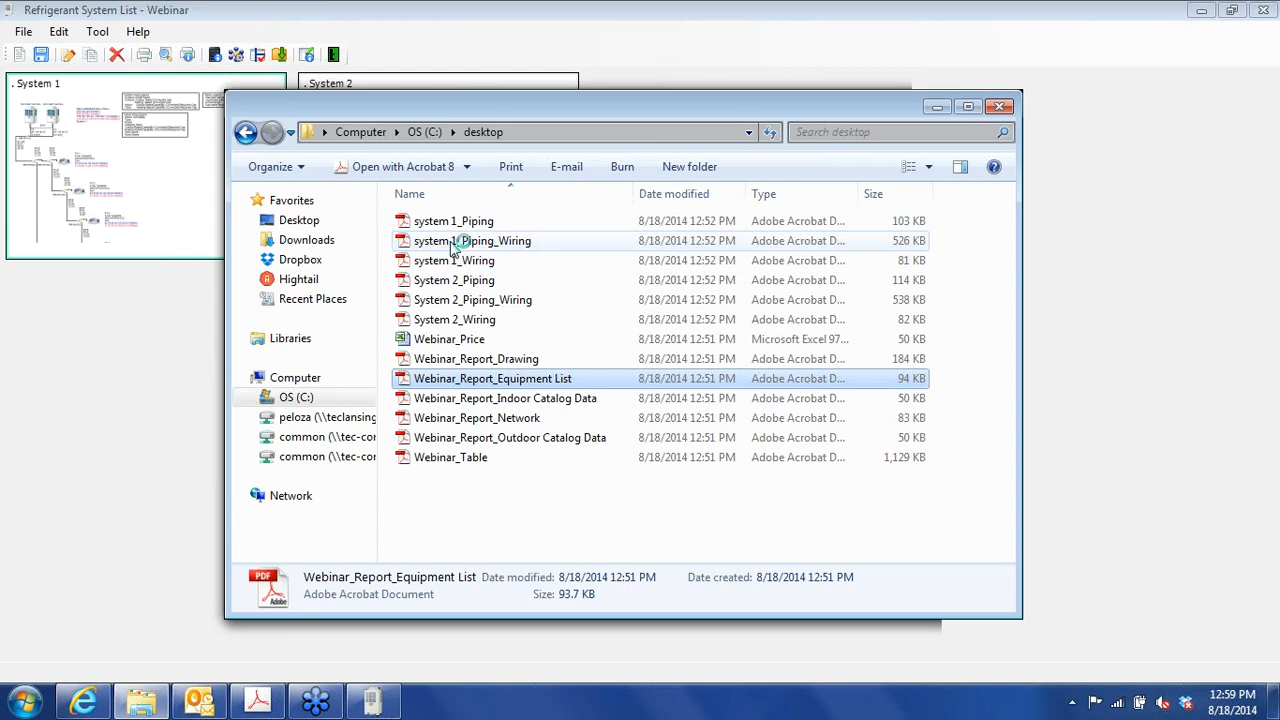 Refrigerant System List - Webinar
File Edit Tool Help
. System 1
. System 2
Computer OS (C:) desktop
Search desktop
Organize Open with Acrobat 8 Print E-mail Burn New folder
Name Date modified Type Size
Favorites
Desktop
Downloads
Dropbox
Hightail
Recent Places
Libraries
Computer
OS (C:)
peloza (\\teclansing
common (\\tec-cor
common (\\tec-cor
Network
system 1_Piping 8/18/2014 12:52 PM Adobe Acrobat D... 103 KB
system 1_Piping_Wiring 8/18/2014 12:52 PM Adobe Acrobat D... 526 KB
system 1_Wiring 8/18/2014 12:52 PM Adobe Acrobat D... 81 KB
System 2_Piping 8/18/2014 12:52 PM Adobe Acrobat D... 114 KB
System 2_Piping_Wiring 8/18/2014 12:52 PM Adobe Acrobat D... 538 KB
System 2_Wiring 8/18/2014 12:52 PM Adobe Acrobat D... 82 KB
Webinar_Price 8/18/2014 12:51 PM Microsoft Excel 97... 50 KB
Webinar_Report_Drawing 8/18/2014 12:51 PM Adobe Acrobat D... 184 KB
Webinar_Report_Equipment List 8/18/2014 12:51 PM Adobe Acrobat D... 94 KB
Webinar_Report_Indoor Catalog Data 8/18/2014 12:51 PM Adobe Acrobat D... 50 KB
Webinar_Report_Network 8/18/2014 12:51 PM Adobe Acrobat D... 83 KB
Webinar_Report_Outdoor Catalog Data 8/18/2014 12:51 PM Adobe Acrobat D... 50 KB
Webinar_Table 8/18/2014 12:51 PM Adobe Acrobat D... 1,129 KB
PDF
Adobe
Webinar_Report_Equipment List Date modified: 8/18/2014 12:51 PM Date created: 8/18/2014 12:51 PM
Adobe Acrobat Document Size: 93.7 KB
12:59 PM
8/18/2014